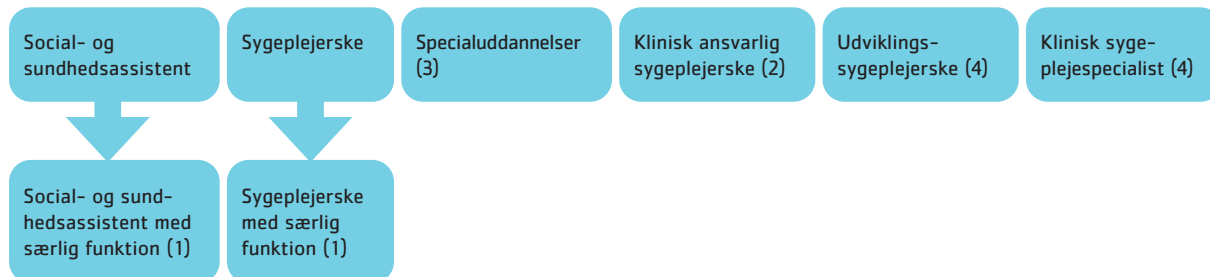 Social- og
sundhedsassistent
Sygeplejerske
Specialuddannelser
(3)
Klinisk ansvarlig
sygeplejerske (2)
Udviklings-
sygeplejerske (4)
Klinisk syge-
plejespecialist (4)
Social- og sund-
hedsassistent med
særlig funktion (1)
Sygeplejerske
med særlig
funktion (1)